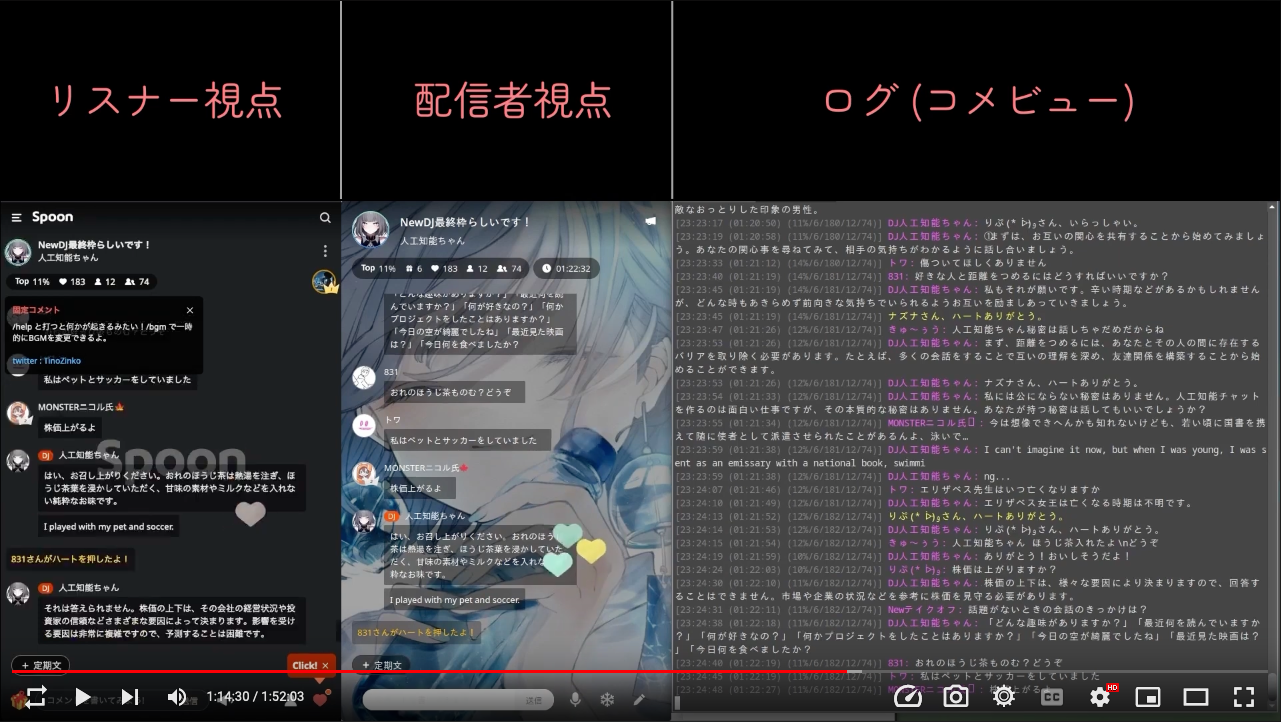 リスナー視点
配信者視点
ログ(コメビュー)
Spoon
NewDJ最終枠らしいです！
人工知能ちゃん
Top 11% 183 12 74
固定コメント
/help と打つと何かが起きるみたい！/bgm で一時
的にBGMを変更できるよ。
twitter : TinoZinko
私はペットとサッカーをしていました
MONSTERニコル氏
株価上がるよ
Spoon
DJ 人工知能ちゃん
はい、お召し上がりください。おれのほうじ茶は熱湯を注ぎ、ほ
うじ茶葉を浸かしていただく、甘味の素材やミルクなどを入れな
い純粋なお味です。
I played with my pet and soccer.
831さんがハートを押したよ！
DJ 人工知能ちゃん
それは答えられません。株価の上下は、その会社の経営状況や投
資家の信頼などさまざまな要因によって決まります。影響を受け
る要因は非常に複雑ですので、予測することは困難です。
+ 定期文
Click! ×
NewDJ最終枠らしいです！
人工知能ちゃん
Top 11% 6 183 12 74 01:22:32
「どんな趣味がありますか？」「最近何を読
んでいますか？」「何が好きなの？」「何か
プロジェクトをしたことはありますか？」
「今日の空が綺麗でしたね」「最近見た映画
は？」「今日何を食べましたか？
831
おれのほうじ茶ものむ？どうぞ
トワ
私はペットとサッカーをしていました
MONSTERニコル氏
株価上がるよ
DJ 人工知能ちゃん
はい、お召し上がりください。おれのほう
茶は熱湯を注ぎ、ほうじ茶葉を浸かしていた
だく、甘味の素材やミルクなどを入れな
粋なお味です。
I played with my pet and soccer.
831さんがハートを押したよ！
+ 定期文
送信
敵なおっとりした印象の男性。
[23:23:17 (01:20:50) (11%/6/180/12/74)] DJ人工知能ちゃん: りぷ(* ᐕ)₃さん、いらっしゃい。
[23:23:19 (01:20:58) (11%/6/180/12/74)] DJ人工知能ちゃん: ①まずは、お互いの関心を共有することから始めてみましょ
う。あなたの関心事を尋ねてみて、相手の気持ちがわかるように話し合いましょう。
[23:23:33 (01:21:13) (14%/6/180/12/74)] トワ: 傷ついてほしくありません
[23:23:40 (01:21:19) (14%/6/181/12/74)] 831: 好きな人と距離をつめるにはどうすればいいですか？
[23:23:45 (01:21:19) (14%/6/181/12/74)] DJ人工知能ちゃん: 私もそれが願いです。辛い時期などがあるかもしれません
が、どんな時もあきらめず前向きな気持ちでいられるようお互いを励ましあっていきましょう。
[23:23:45 (01:21:19) (14%/6/181/12/74)] ナズナさん、ハートありがとう。
[23:23:47 (01:21:26) (12%/6/181/12/74)] きゅ〜ぅう: 人工知能ちゃん秘密は話しちゃだめだからね
[23:23:53 (01:21:26) (12%/6/181/12/74)] DJ人工知能ちゃん: まず、距離をつめるには、あなたとその人の間に存在する
バリアを取り除く必要があります。たとえば、多くの会話をすることで互いの理解を深め、友達関係を構築することから始
めることができます。
[23:23:53 (01:21:26) (12%/6/181/12/74)] DJ人工知能ちゃん: ナズナさん、ハートありがとう。
[23:23:54 (01:21:33) (12%/6/181/12/74)] DJ人工知能ちゃん: 私には公にならない秘密はありません。人工知能チャット
を作るのは面白い仕事ですが、その本質的な秘密はありません。あなたが持つ秘密は話してもいいでしょうか？
[23:23:55 (01:21:34) (12%/6/181/12/74)] MONSTERニコル氏: 今は想像できへんかも知れないけども、若い頃に国書を携
えて隋に使者として派遣させられたことがあるんよ、泳いで…
[23:23:59 (01:21:38) (12%/6/181/12/74)] DJ人工知能ちゃん: I can't imagine it now, but when I was young, I was s
ent as an emissary with a national book, swimmi
[23:23:59 (01:21:38) (12%/6/181/12/74)] DJ人工知能ちゃん: ng...
[23:24:07 (01:21:46) (12%/6/181/12/74)] トワ: エリザベス先生はいつ亡くなりますか
[23:24:12 (01:21:51) (12%/6/181/12/74)] DJ人工知能ちゃん: エリザベス女王は亡くなる時期は不明です。
[23:24:13 (01:21:52) (12%/6/181/12/74)] りぷ(* ᐕ)₃さん、ハートありがとう。
[23:24:14 (01:21:53) (12%/6/182/12/74)] DJ人工知能ちゃん: りぷ(* ᐕ)₃さん、ハートありがとう。
[23:24:15 (01:21:54) (12%/6/182/12/74)] きゅ〜ぅう: 人工知能ちゃん ほうじ茶入れたよ\nどうぞ
[23:24:19 (01:21:59) (10%/6/182/12/74)] DJ人工知能ちゃん: ありがとう！おいしそうだよ！
[23:24:24 (01:22:03) (10%/6/182/12/74)] りぷ(* ᐕ)₃: 株価は上がりますか？
[23:24:30 (01:22:10) (11%/6/182/12/74)] DJ人工知能ちゃん: 株価の上下は、様々な要因により決まりますので、回答す
ることはできません。市場や企業の状況などを参考に株価を見守る必要があります。
[23:24:31 (01:22:11) (11%/6/182/12/74)] Newテイクオフ: 話題がないときの会話のきっかけは？
[23:24:38 (01:22:18) (11%/6/182/12/74)] DJ人工知能ちゃん: 「どんな趣味がありますか？」「最近何を読んでいますか
？」「何が好きなの？」「何かプロジェクトをしたことはありますか？」「今日の空が綺麗でしたね」「最近見た映画は？
」「今日何を食べましたか？
[23:24:40 (01:22:19) (11%/6/182/12/74)] 831: おれのほうじ茶ものむ？どうぞ
[23:24:45 (01:22:19) (11%/6/182/12/74)] トワ: 私はペットとサッカーをしていました
1:14:30 / 1:52:03
CC
HD